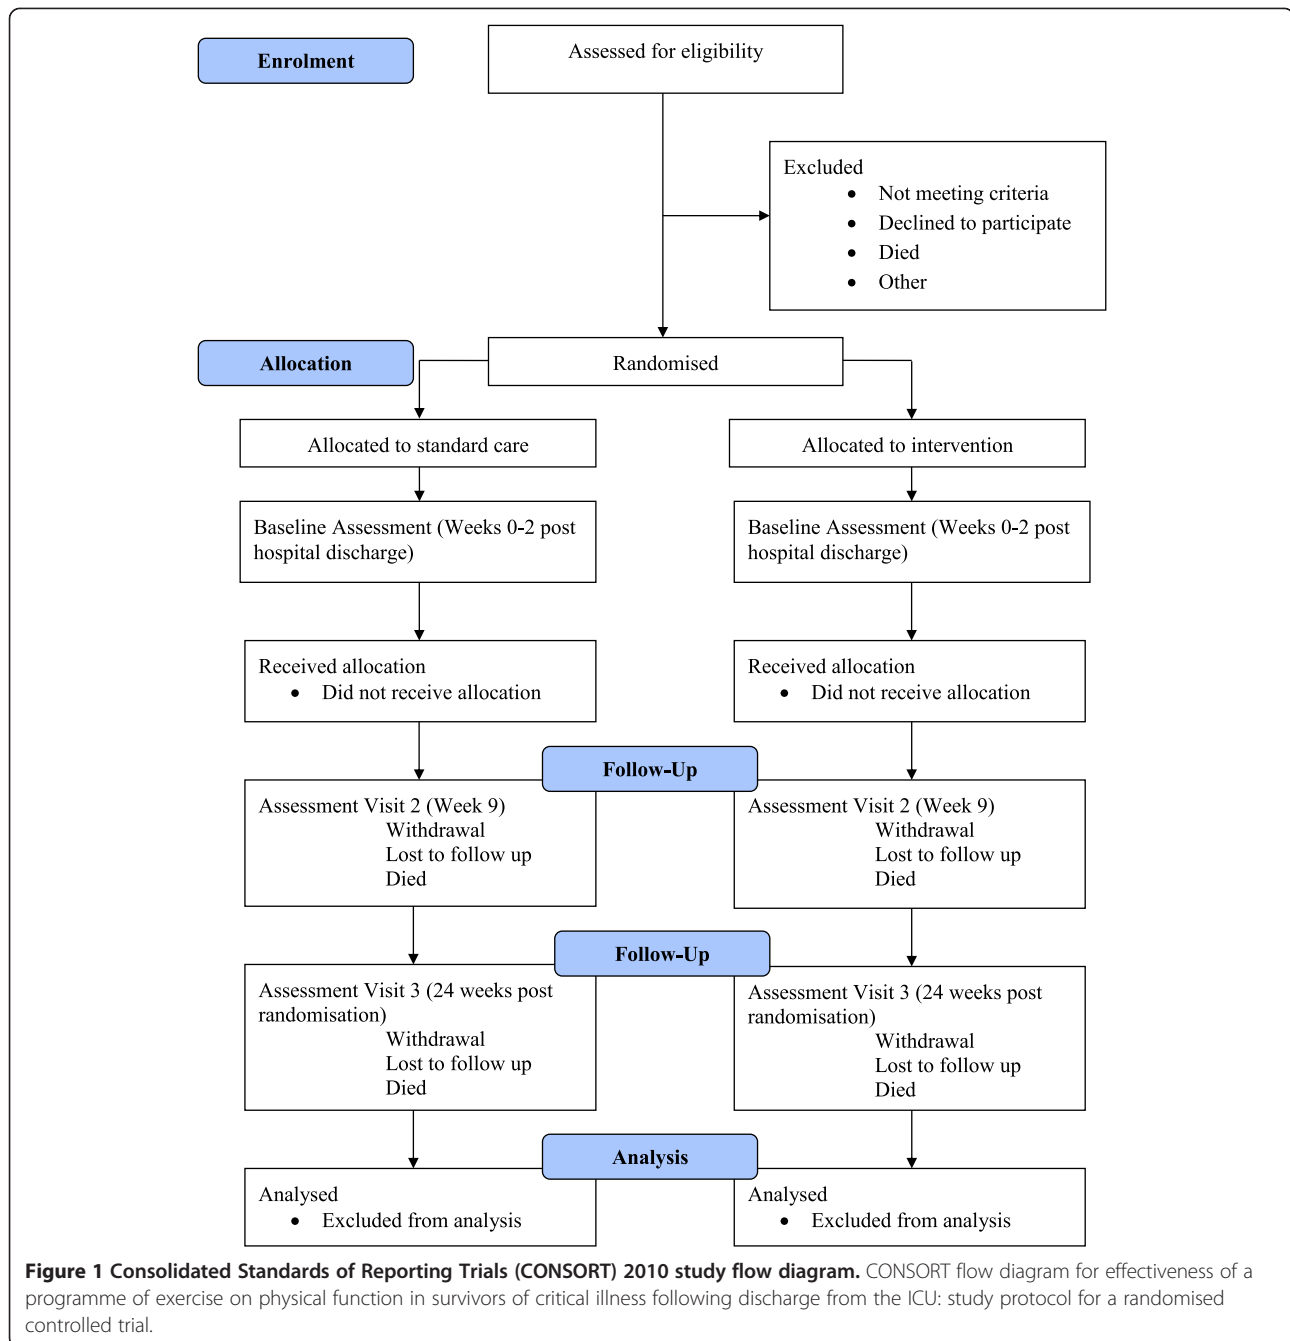 Enrolment
Assessed for eligibility
Excluded
• Not meeting criteria
• Declined to participate
• Died
• Other
Allocation
Randomised
Allocated to standard care
Allocated to intervention
Baseline Assessment (Weeks 0-2 post
hospital discharge)
Baseline Assessment (Weeks 0-2 post
hospital discharge)
Received allocation
• Did not receive allocation
Received allocation
• Did not receive allocation
Follow-Up
Assessment Visit 2 (Week 9)
Withdrawal
Lost to follow up
Died
Assessment Visit 2 (Week 9)
Withdrawal
Lost to follow up
Died
Follow-Up
Assessment Visit 3 (24 weeks post
randomisation)
Withdrawal
Lost to follow up
Died
Assessment Visit 3 (24 weeks post
randomisation)
Withdrawal
Lost to follow up
Died
Analysis
Analysed
• Excluded from analysis
Analysed
• Excluded from analysis
Figure 1 Consolidated Standards of Reporting Trials (CONSORT) 2010 study flow diagram. CONSORT flow diagram for effectiveness of a
programme of exercise on physical function in survivors of critical illness following discharge from the ICU: study protocol for a randomised
controlled trial.